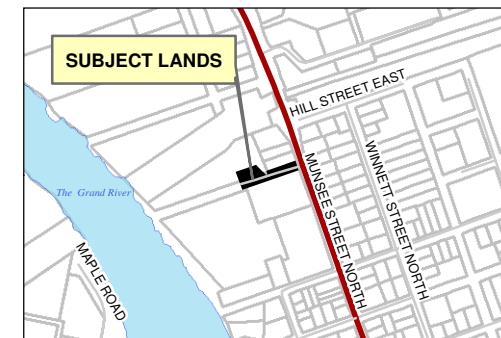 SUBJECT LANDS
HILL STREET EAST
WINNETT STREET NORTH
MUNSEE STREET NORTH
The Grand River
MAPLE ROAD